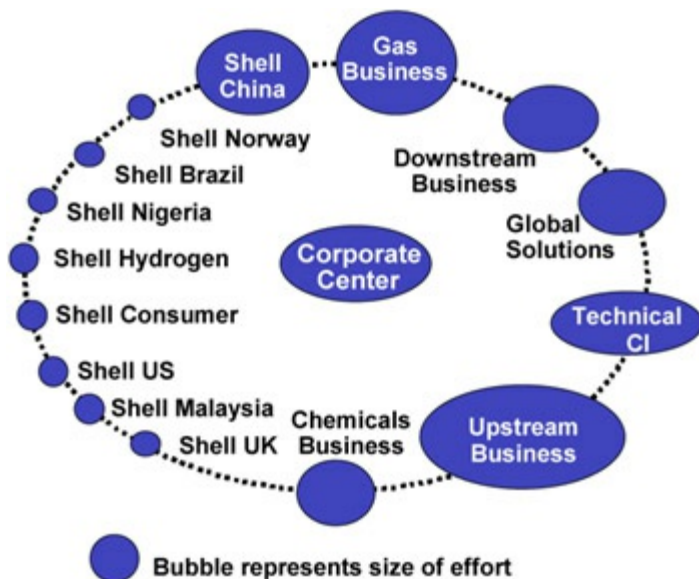 Shell
China
Gas
Business
Shell Norway
Downstream
Business
Shell Brazil
Shell Nigeria
Global
Solutions
Shell Hydrogen
Corporate
Center
Shell Consumer
Technical
CI
Shell US
Shell Malaysia
Chemicals
Business
Upstream
Business
Shell UK
Bubble represents size of effort